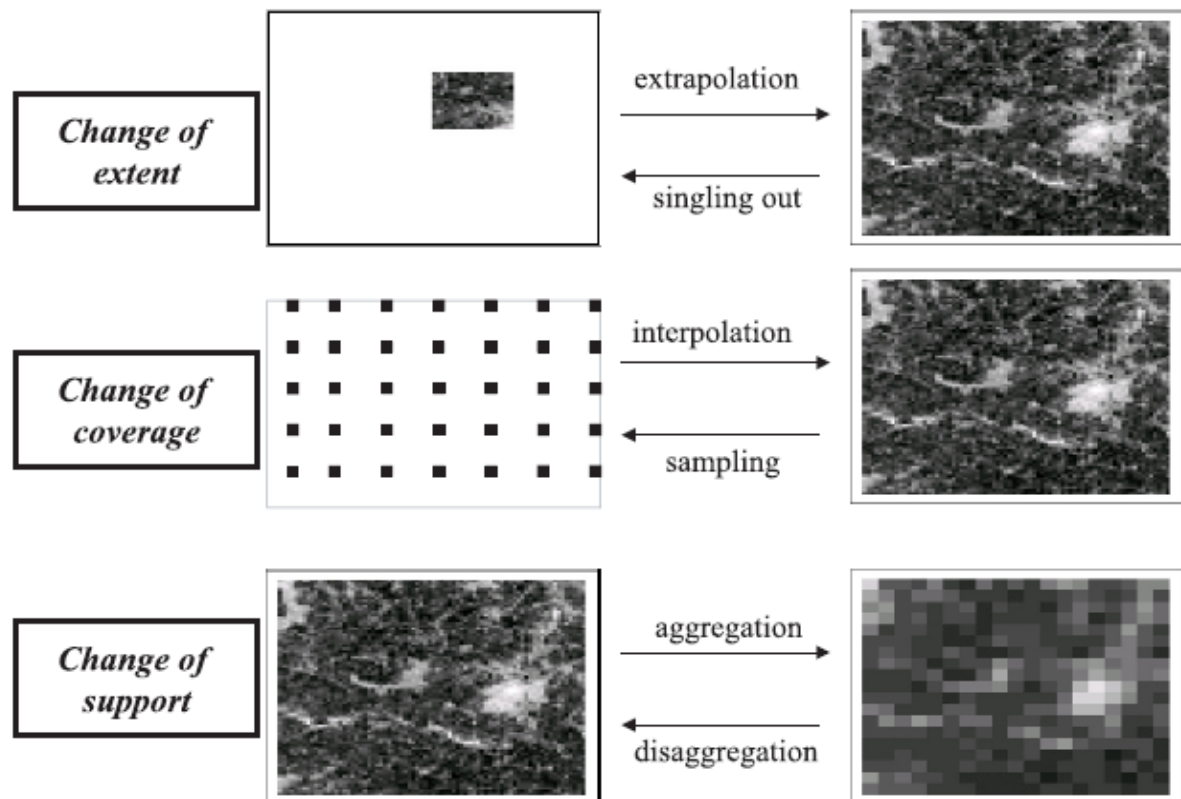 Change of
extent
extrapolation
singling out
Change of
coverage
interpolation
sampling
Change of
support
aggregation
disaggregation